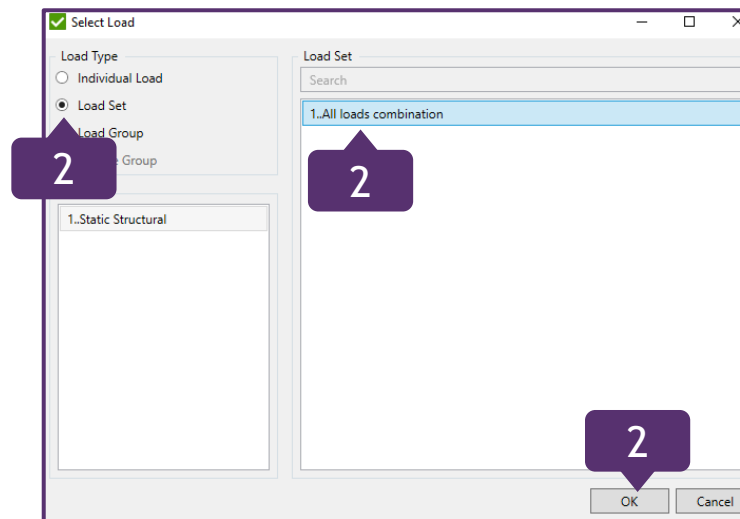 Select Load
Load Type
Individual Load
Load Set
Load Group
Group
2
1..Static Structural
Load Set
Search
1..All loads combination
2
2
OK
Cancel